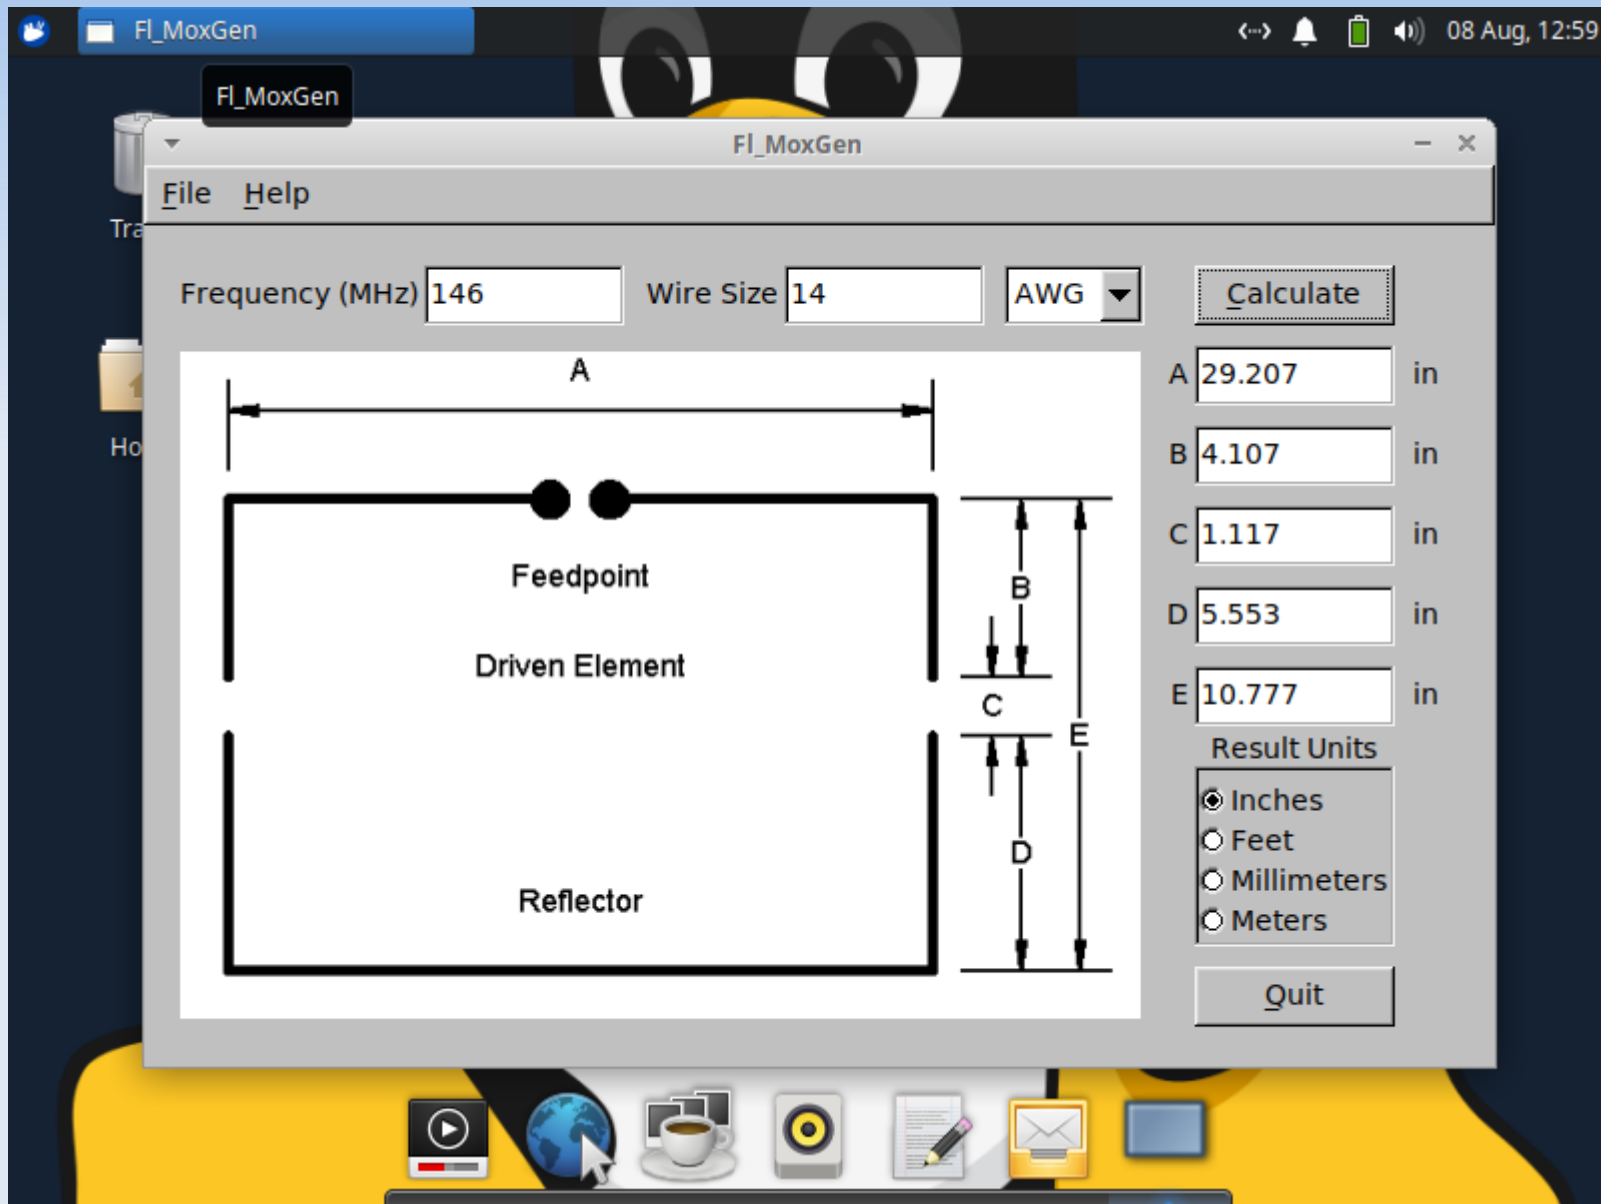 Fl_MoxGen
08 Aug, 12:59
Fl_MoxGen
Fl_MoxGen
File Help
Tra
Ho
Frequency (MHz) 146 Wire Size 14 AWG Calculate
A
A 29.207 in
B 4.107 in
C 1.117 in
D 5.553 in
E 10.777 in
Feedpoint
B
Driven Element
C
E
D
Reflector
Result Units
Inches
Feet
Millimeters
Meters
Quit